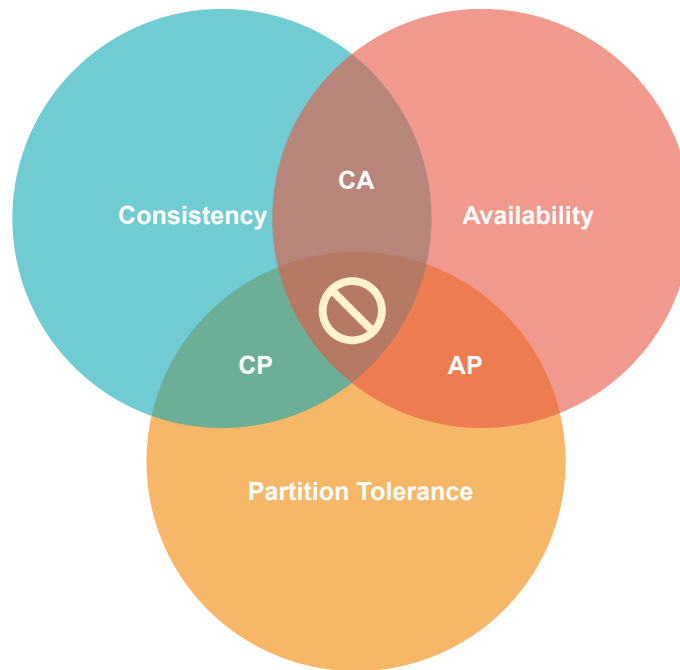 CA
Consistency
Availability
CP
AP
Partition Tolerance